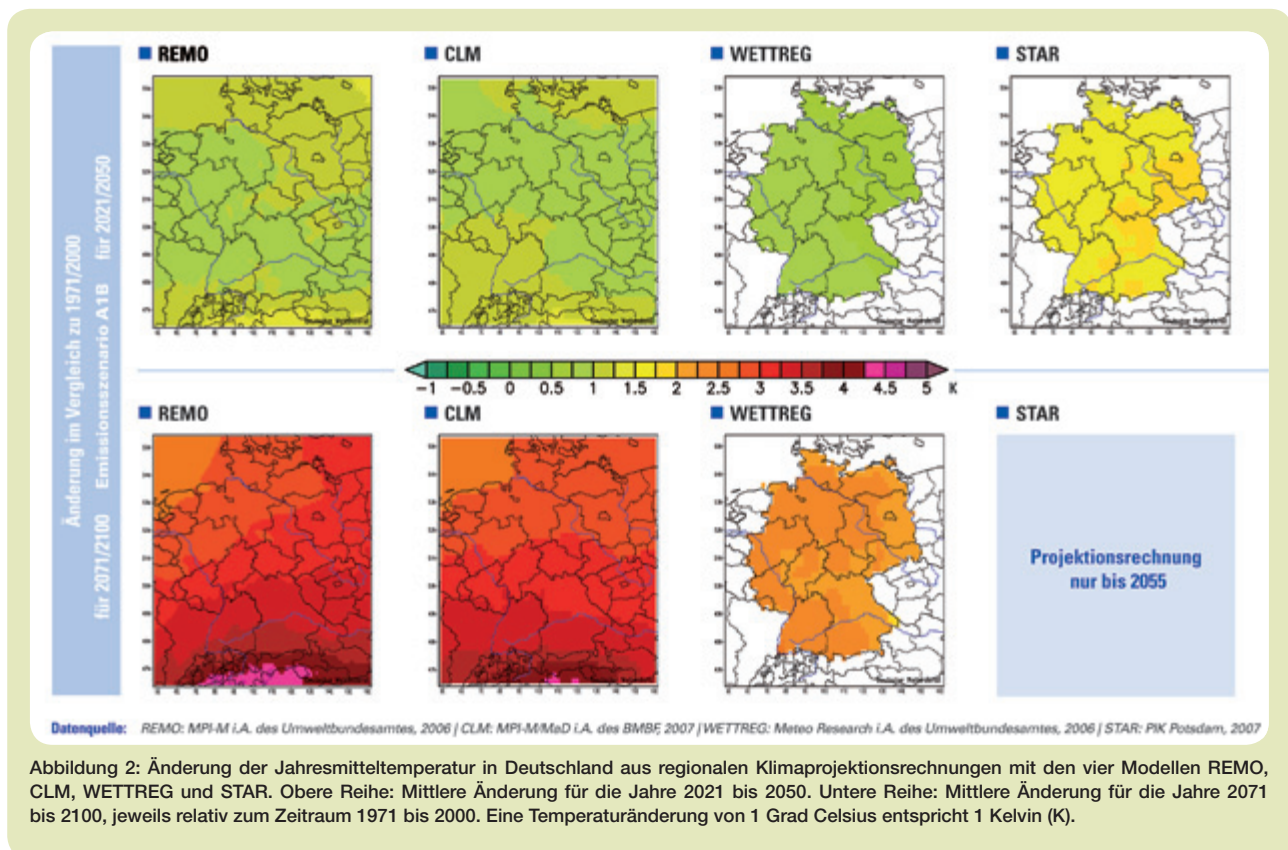 REMO
CLM
WETTREG
STAR
Änderung im Vergleich zu 1971/2000
für 2071/2100 Emissionsszenario A1B für 2021/2050
-1 -0.5 0 0.5 1 1.5 2 2.5 3 3.5 4 4.5 5 K
REMO
CLM
WETTREG
STAR
Projektionsrechnung
nur bis 2055
Datenquelle: REMO: MPI-M i.A. des Umweltbundesamtes, 2006 | CLM: MPI-M/MaD i.A. des BMBF, 2007 | WETTREG: Meteo Research i.A. des Umweltbundesamtes, 2006 | STAR: PIK Potsdam, 2007
Abbildung 2: Änderung der Jahresmitteltemperatur in Deutschland aus regionalen Klimaprojektionsrechnungen mit den vier Modellen REMO,
CLM, WETTREG und STAR. Obere Reihe: Mittlere Änderung für die Jahre 2021 bis 2050. Untere Reihe: Mittlere Änderung für die Jahre 2071
bis 2100, jeweils relativ zum Zeitraum 1971 bis 2000. Eine Temperaturänderung von 1 Grad Celsius entspricht 1 Kelvin (K).